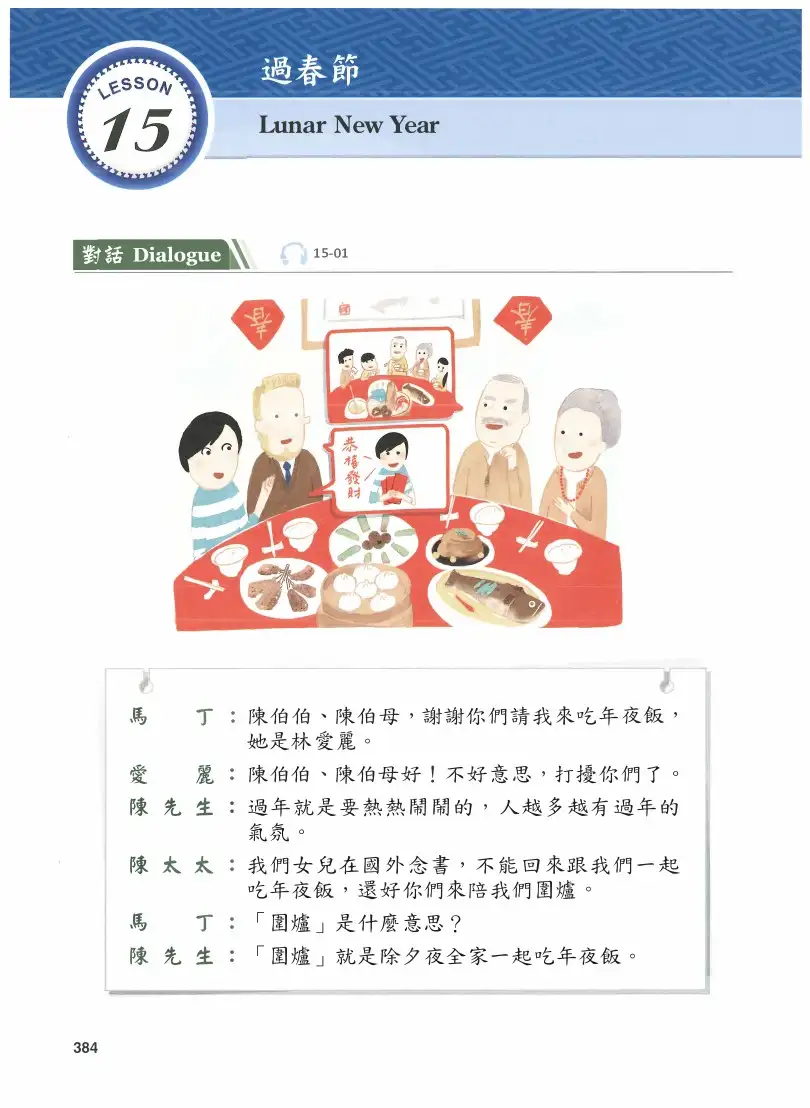 過春節
LESSON
15
Lunar New Year
對話 Dialogue
15-01
春
春
恭禧發財
馬丁：陳伯伯、陳伯母，謝謝你們請我來吃年夜飯，
她是林愛麗。
愛麗：陳伯伯、陳伯母好！不好意思，打擾你們了。
陳先生：過年就是要熱熱鬧鬧的，人越多越有過年的
氣氛。
陳太太：我們女兒在國外念書，不能回來跟我們一起
吃年夜飯，還好你們來陪我們圍爐。
馬丁：「圍爐」是什麼意思？
陳先生：「圍爐」就是除夕夜全家一起吃年夜飯。
384